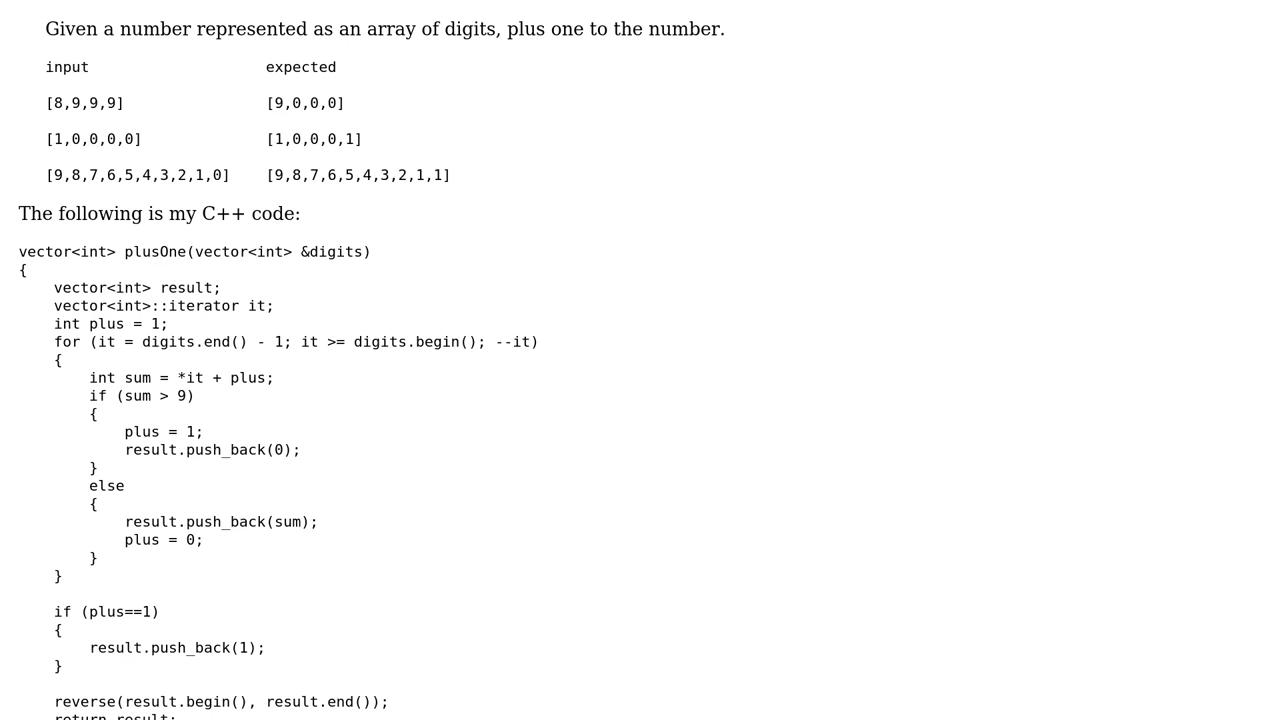 Given a number represented as an array of digits, plus one to the number.
input                    expected
[8,9,9,9]                [9,0,0,0]
[1,0,0,0,0]              [1,0,0,0,1]
[9,8,7,6,5,4,3,2,1,0]    [9,8,7,6,5,4,3,2,1,1]
The following is my C++ code:
vector<int> plusOne(vector<int> &digits)
{
    vector<int> result;
    vector<int>::iterator it;
    int plus = 1;
    for (it = digits.end() - 1; it >= digits.begin(); --it)
    {
        int sum = *it + plus;
        if (sum > 9)
        {
            plus = 1;
            result.push_back(0);
        }
        else
        {
            result.push_back(sum);
            plus = 0;
        }
    }

    if (plus==1)
    {
        result.push_back(1);
    }

    reverse(result.begin(), result.end());
    return result;